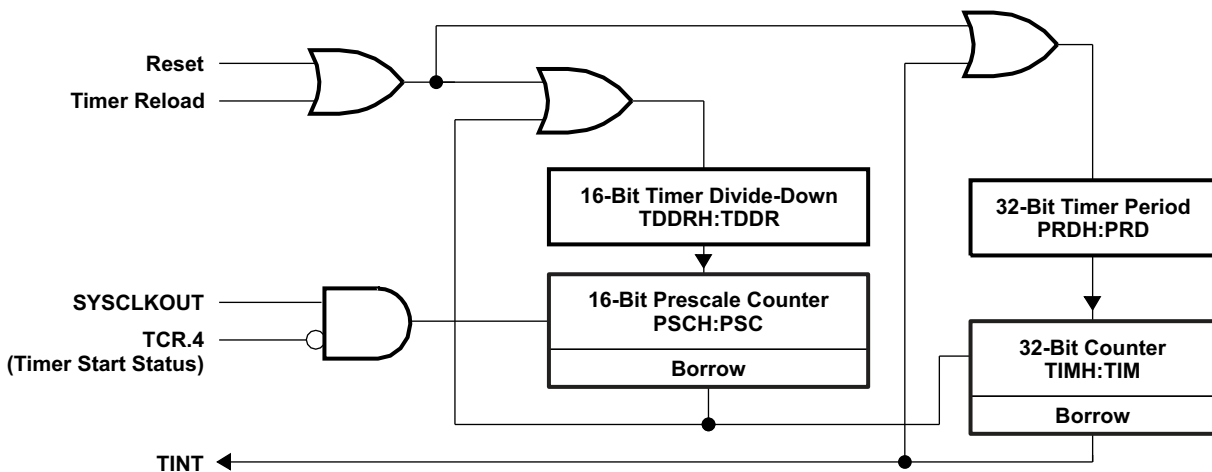 Reset
Timer Reload
16-Bit Timer Divide-Down
TDDRH:TDDR
32-Bit Timer Period
PRDH:PRD
SYSCLKOUT
TCR.4
(Timer Start Status)
16-Bit Prescale Counter
PSCH:PSC
Borrow
32-Bit Counter
TIMH:TIM
Borrow
TINT